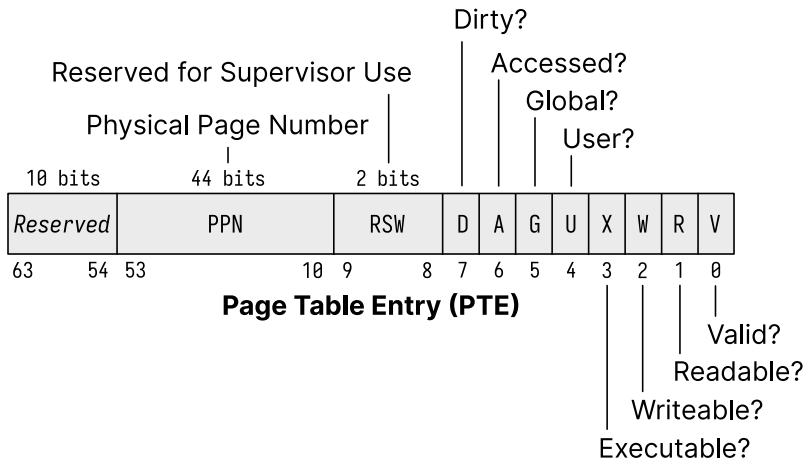 Dirty?
Reserved for Supervisor Use
Accessed?
Global?
Physical Page Number
User?
10 bits 44 bits 2 bits
Reserved PPN RSW D A G U X W R V
63 54 53 10 9 8 7 6 5 4 3 2 1 0
Page Table Entry (PTE)
Valid?
Readable?
Writeable?
Executable?